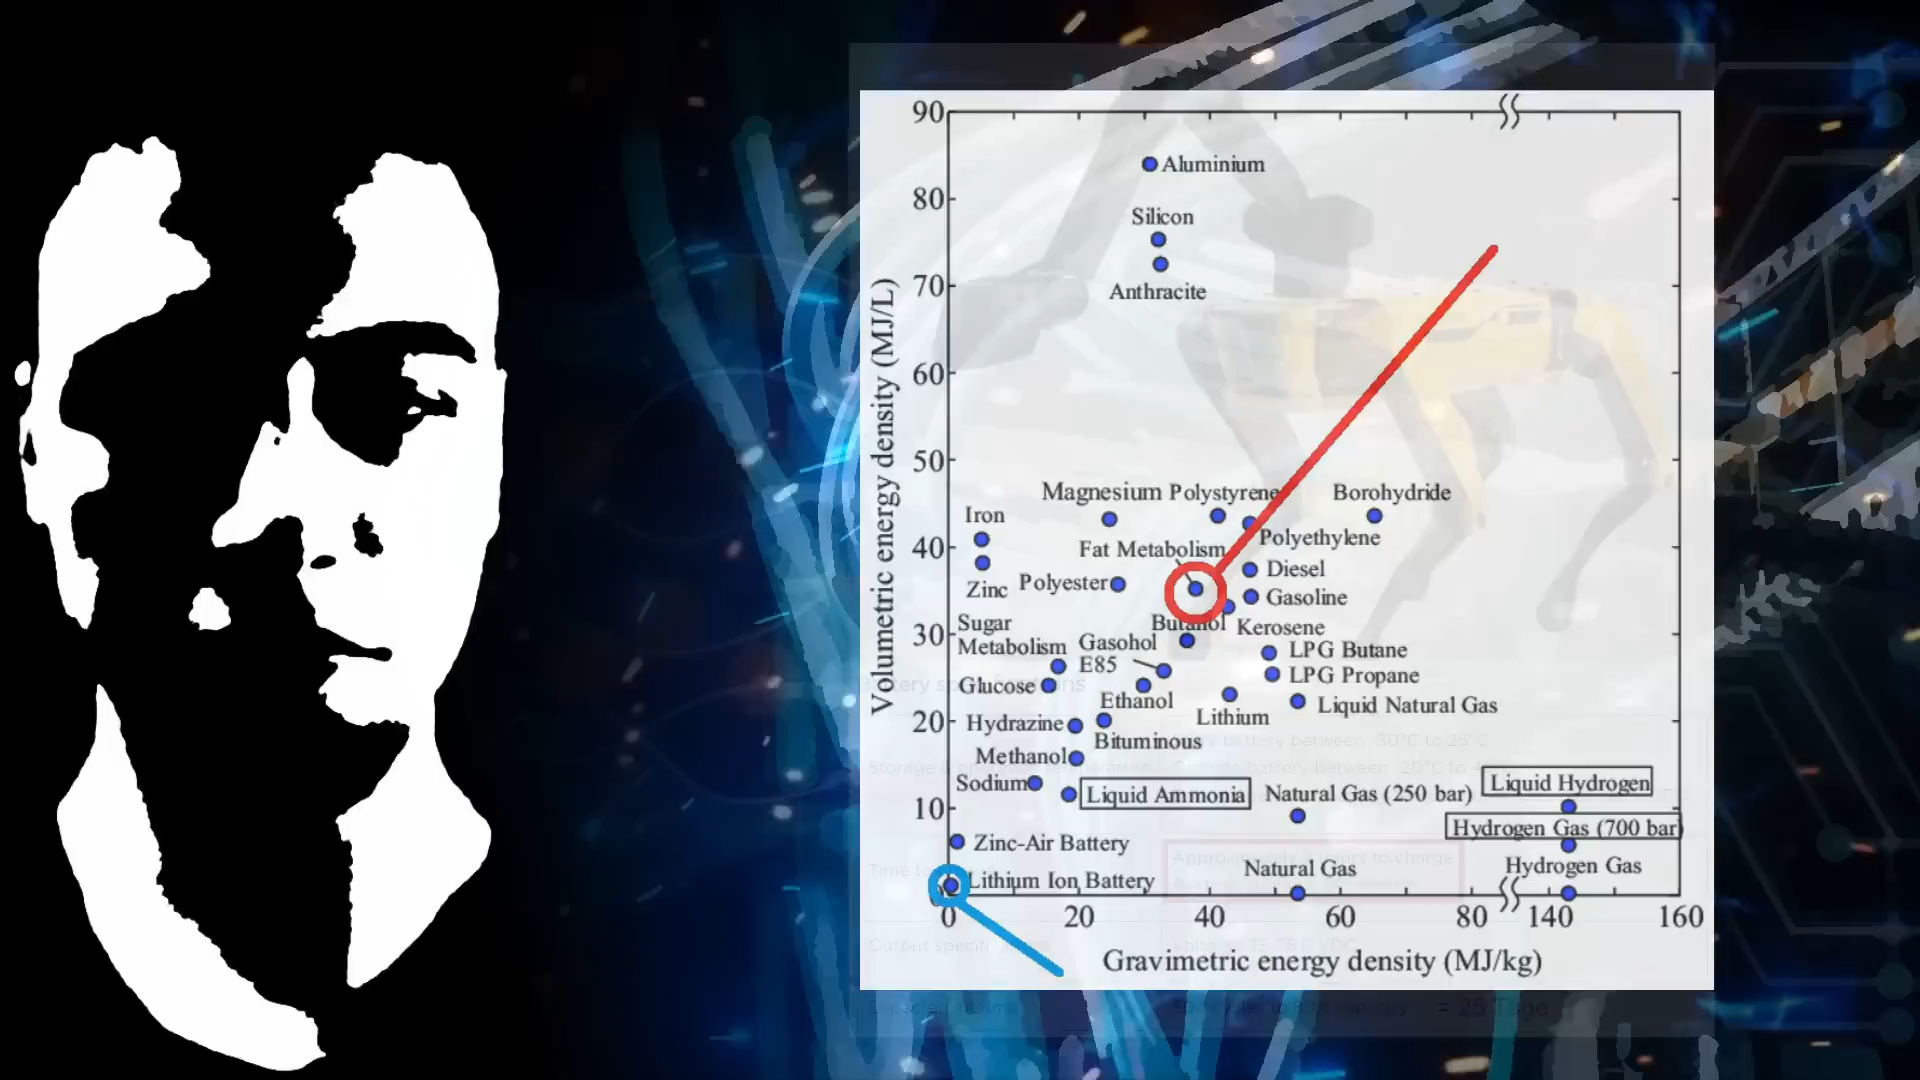 90
Aluminium
80
Silicon
Anthracite
70
60
50
Magnesium Polystyrene
Borohydride
Iron
Polyethylene
40
Fat Metabolism
Diesel
Zinc
Polyester
Gasoline
Sugar
Metabolism
Butanol
Kerosene
30
Gasohol
E85
LPG Butane
Glucose
LPG Propane
Ethanol
Lithium
Liquid Natural Gas
20
Hydrazine
Bituminous
Methanol
Sodium
Liquid Ammonia
Natural Gas (250 bar)
Liquid Hydrogen
10
Hydrogen Gas (700 bar)
Zinc-Air Battery
Natural Gas
Hydrogen Gas
Lithium Ion Battery
0
0 20 40 60 80 140 160
Volumetric energy density (MJ/L)
Gravimetric energy density (MJ/kg)
= 25 Tage